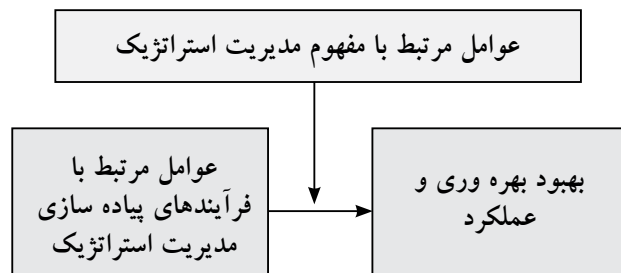 عوامل مرتبط با مفهوم مدیریت استراتژیک
بهبود بهره وری و
عملکرد
عوامل مرتبط با
فرآیندهای پیاده سازی
مدیریت استراتژیک